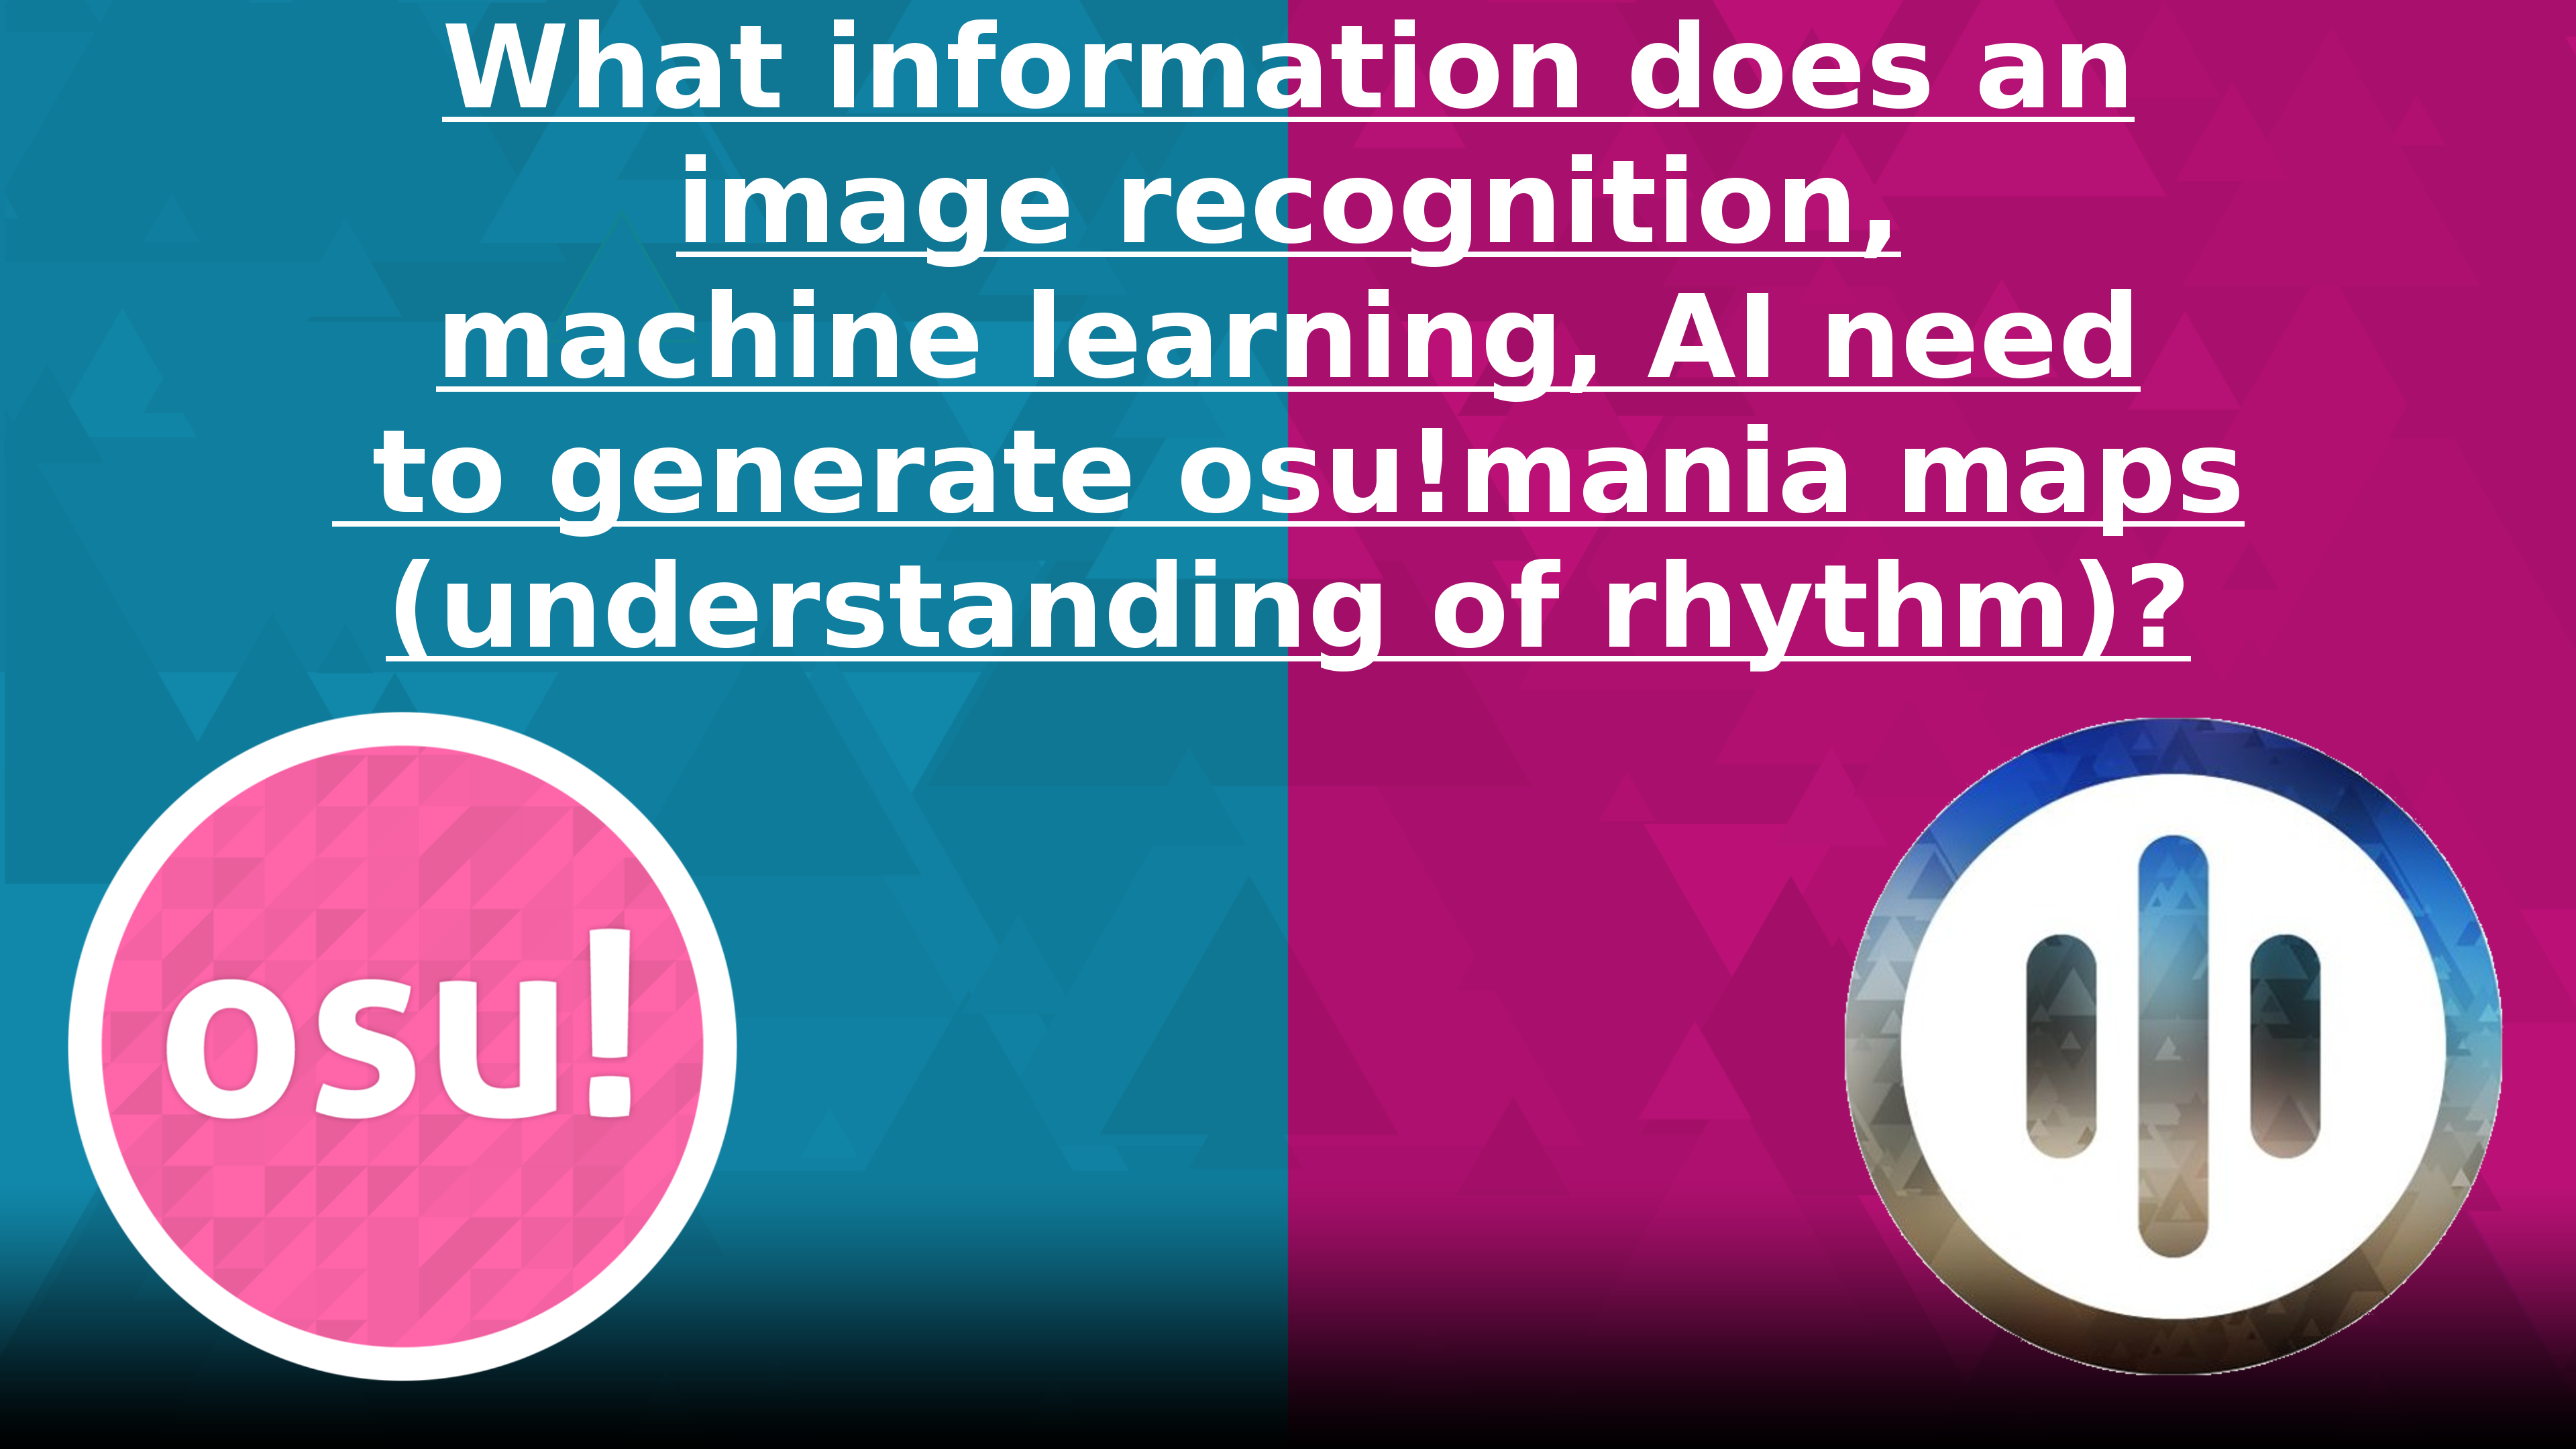 What information does an
image recognition,
machine learning, AI need
to generate osu!mania maps
(understanding of rhythm)?
osu!